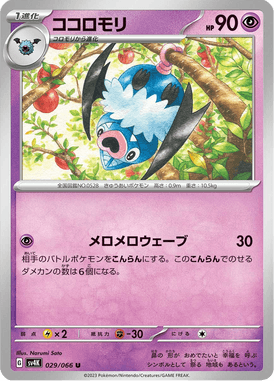 1進化
ココロモリ
HP90
コロモリから進化
全国図鑑NO.0528 きゅうあいポケモン 高さ:0.9m 重さ:10.5kg
メロメロウェーブ 30
相手のバトルポケモンをこんらんにする。このこんらんでのせる
ダメカンの数は6個になる。
弱点 ×2 抵抗力 -30 にげる
Illus. Narumi Sato
G sv4K 029/066 U
©2023 Pokémon/Nintendo/Creatures/GAME FREAK.